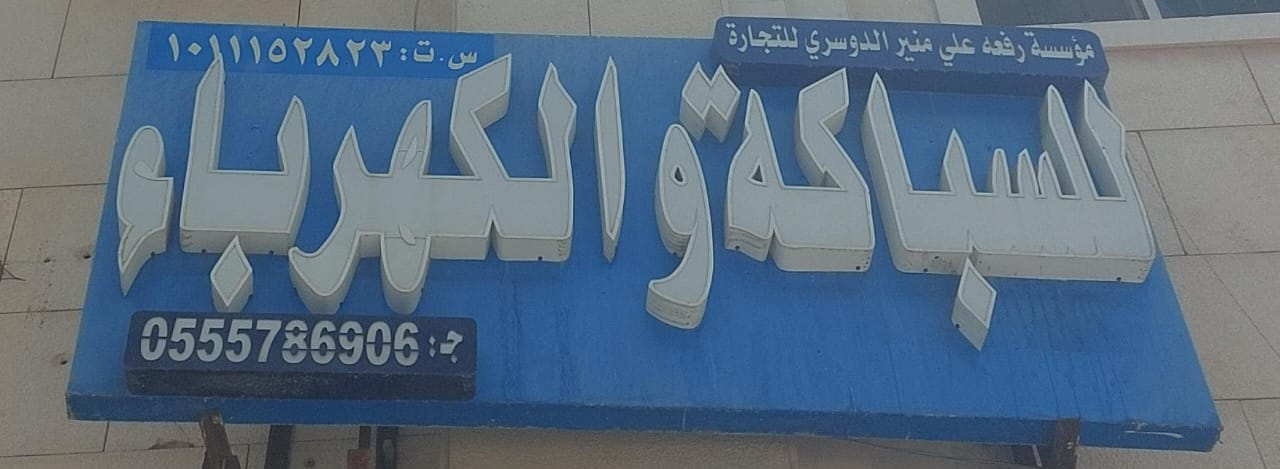 مؤسسة رفعه علي منير الدوسري للتجارة
س.ت: ١٠١١١٥٢٨٢٣
للسباكة والكهرباء
ج: 0555786906